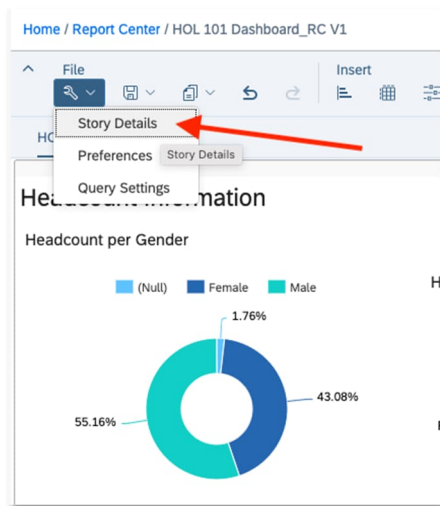 Home / Report Center / HOL 101 Dashboard_RC V1
File
Insert
Story Details
Preferences
Story Details
Query Settings
Information
Headcount per Gender
(Null) Female Male
1.76%
43.08%
55.16%